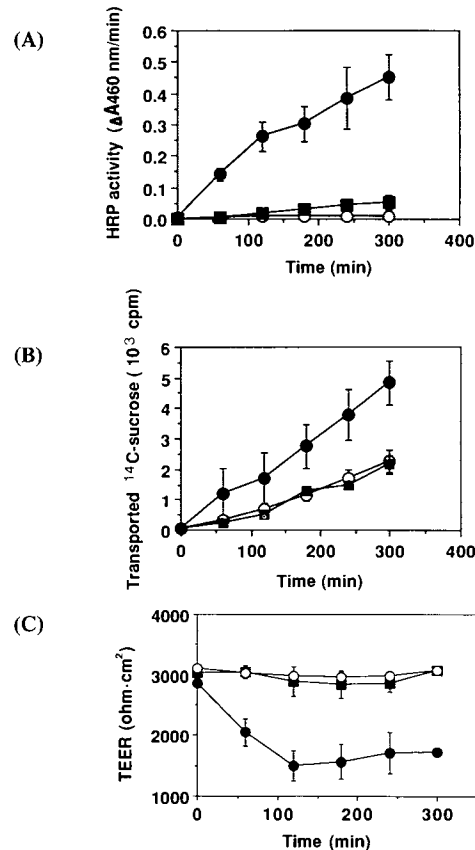 (A)
HRP activity (ΔA460 nm/min)
0.6
0.5
0.4
0.3
0.2
0.1
0.0
0 100 200 300 400
Time (min)
(B)
Transported ¹⁴C-sucrose ( 10³ cpm)
6
5
4
3
2
1
0
0 100 200 300 400
Time (min)
(C)
TEER (ohm·cm²)
4000
3000
2000
1000
0 100 200 300
Time (min)